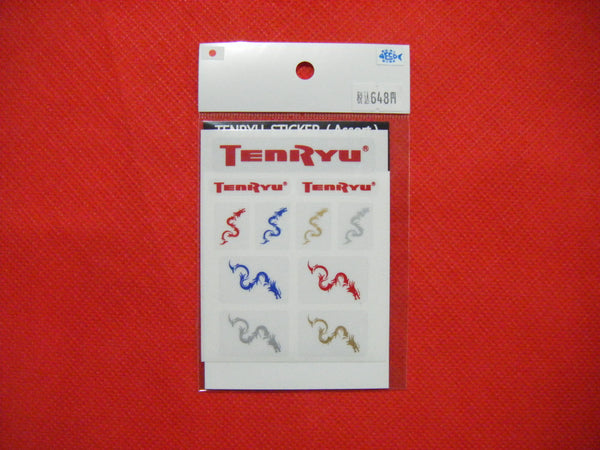 税込648円
TENRYU STICKER (Assort)
TENRYU®
TENRYU® TENRYU®